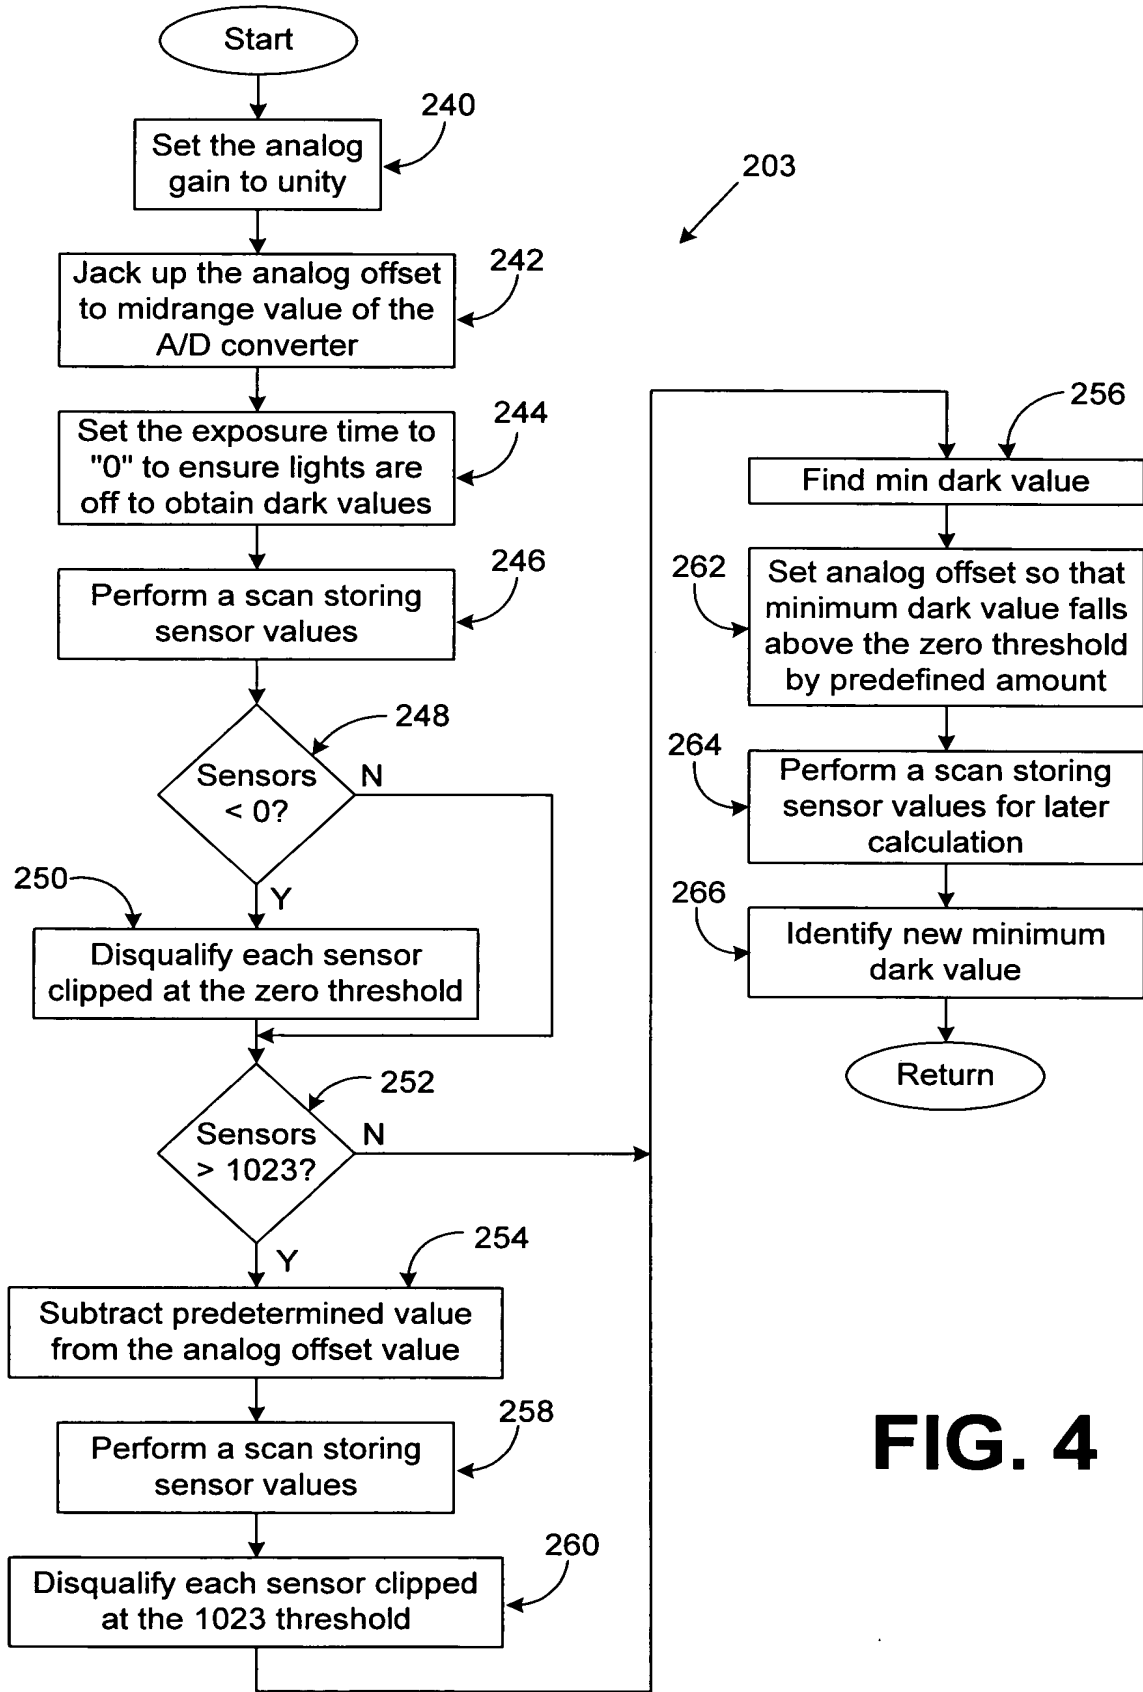 Start
240
Set the analog
gain to unity
203
242
Jack up the analog offset
to midrange value of the
A/D converter
244
Set the exposure time to
"0" to ensure lights are
off to obtain dark values
246
Perform a scan storing
sensor values
248
Sensors
< 0?
N
Y
250
Disqualify each sensor
clipped at the zero threshold
252
Sensors
> 1023?
N
Y
254
Subtract predetermined value
from the analog offset value
258
Perform a scan storing
sensor values
260
Disqualify each sensor clipped
at the 1023 threshold
256
Find min dark value
262
Set analog offset so that
minimum dark value falls
above the zero threshold
by predefined amount
264
Perform a scan storing
sensor values for later
calculation
266
Identify new minimum
dark value
Return
FIG. 4